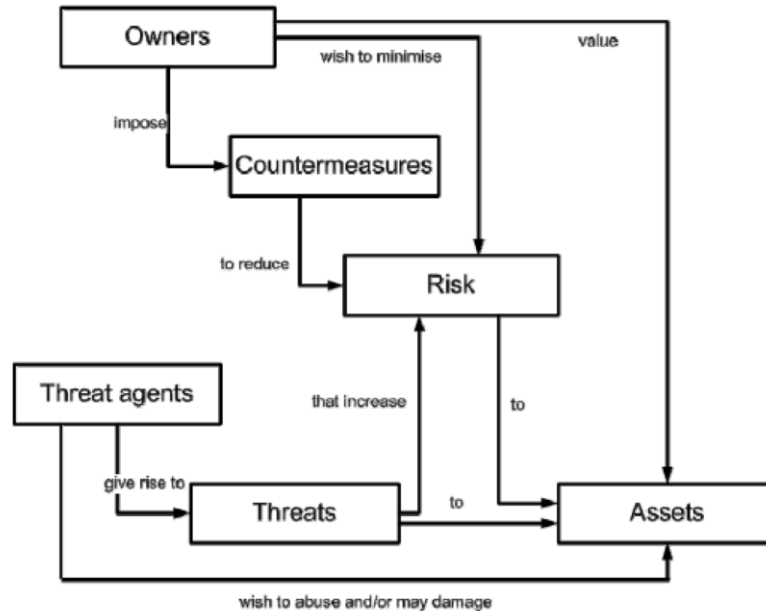 Owners
value
wish to minimise
impose
Countermeasures
to reduce
Risk
Threat agents
that increase
to
give rise to
Threats
to
Assets
wish to abuse and/or may damage